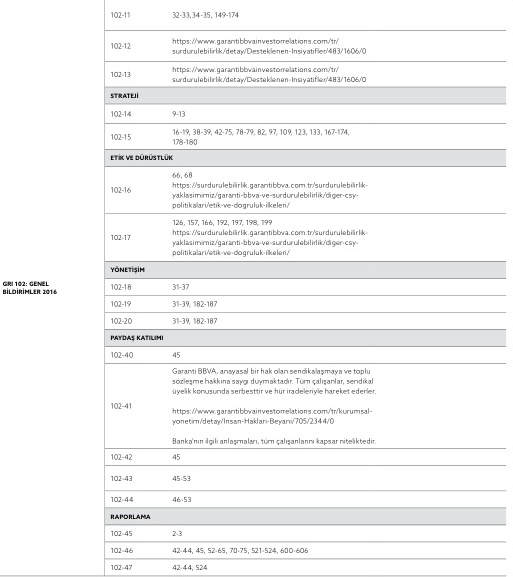 102-11 32-33,34-35, 149-174
102-12 https://www.garantibbvainvestorrelations.com/tr/
surdurulebilirlik/detay/Desteklenen-Insiyatifler/483/1606/0
102-13 https://www.garantibbvainvestorrelations.com/tr/
surdurulebilirlik/detay/Desteklenen-Insiyatifler/483/1606/0
STRATEJİ
102-14 9-13
102-15 16-19, 38-39, 42-75, 78-79, 82, 97, 109, 123, 133, 167-174,
178-180
ETİK VE DÜRÜSTLÜK
102-16 66, 68
https://surdurulebilirlik.garantibbva.com.tr/surdurulebilirlik-
yaklasimimiz/garanti-bbva-ve-surdurulebilirlik/diger-csy-
politikalari/etik-ve-dogruluk-ilkeleri/
102-17 126, 157, 166, 192, 197, 198, 199
https://surdurulebilirlik.garantibbva.com.tr/surdurulebilirlik-
yaklasimimiz/garanti-bbva-ve-surdurulebilirlik/diger-csy-
politikalari/etik-ve-dogruluk-ilkeleri/
YÖNETİŞİM
GRI 102: GENEL
BİLDİRİMLER 2016
102-18 31-37
102-19 31-39, 182-187
102-20 31-39, 182-187
PAYDAŞ KATILIMI
102-40 45
102-41 Garanti BBVA, anayasal bir hak olan sendikalaşmaya ve toplu
sözleşme hakkına saygı duymaktadır. Tüm çalışanlar, sendikal
üyelik konusunda serbesttir ve hür iradeleriyle hareket ederler.
https://www.garantibbvainvestorrelations.com/tr/kurumsal-
yonetim/detay/Insan-Haklari-Beyani/705/2344/0
Banka'nın ilgili anlaşmaları, tüm çalışanlarını kapsar niteliktedir.
102-42 45
102-43 45-53
102-44 46-53
RAPORLAMA
102-45 2-3
102-46 42-44, 45, 52-65, 70-75, 521-524, 600-606
102-47 42-44, 524